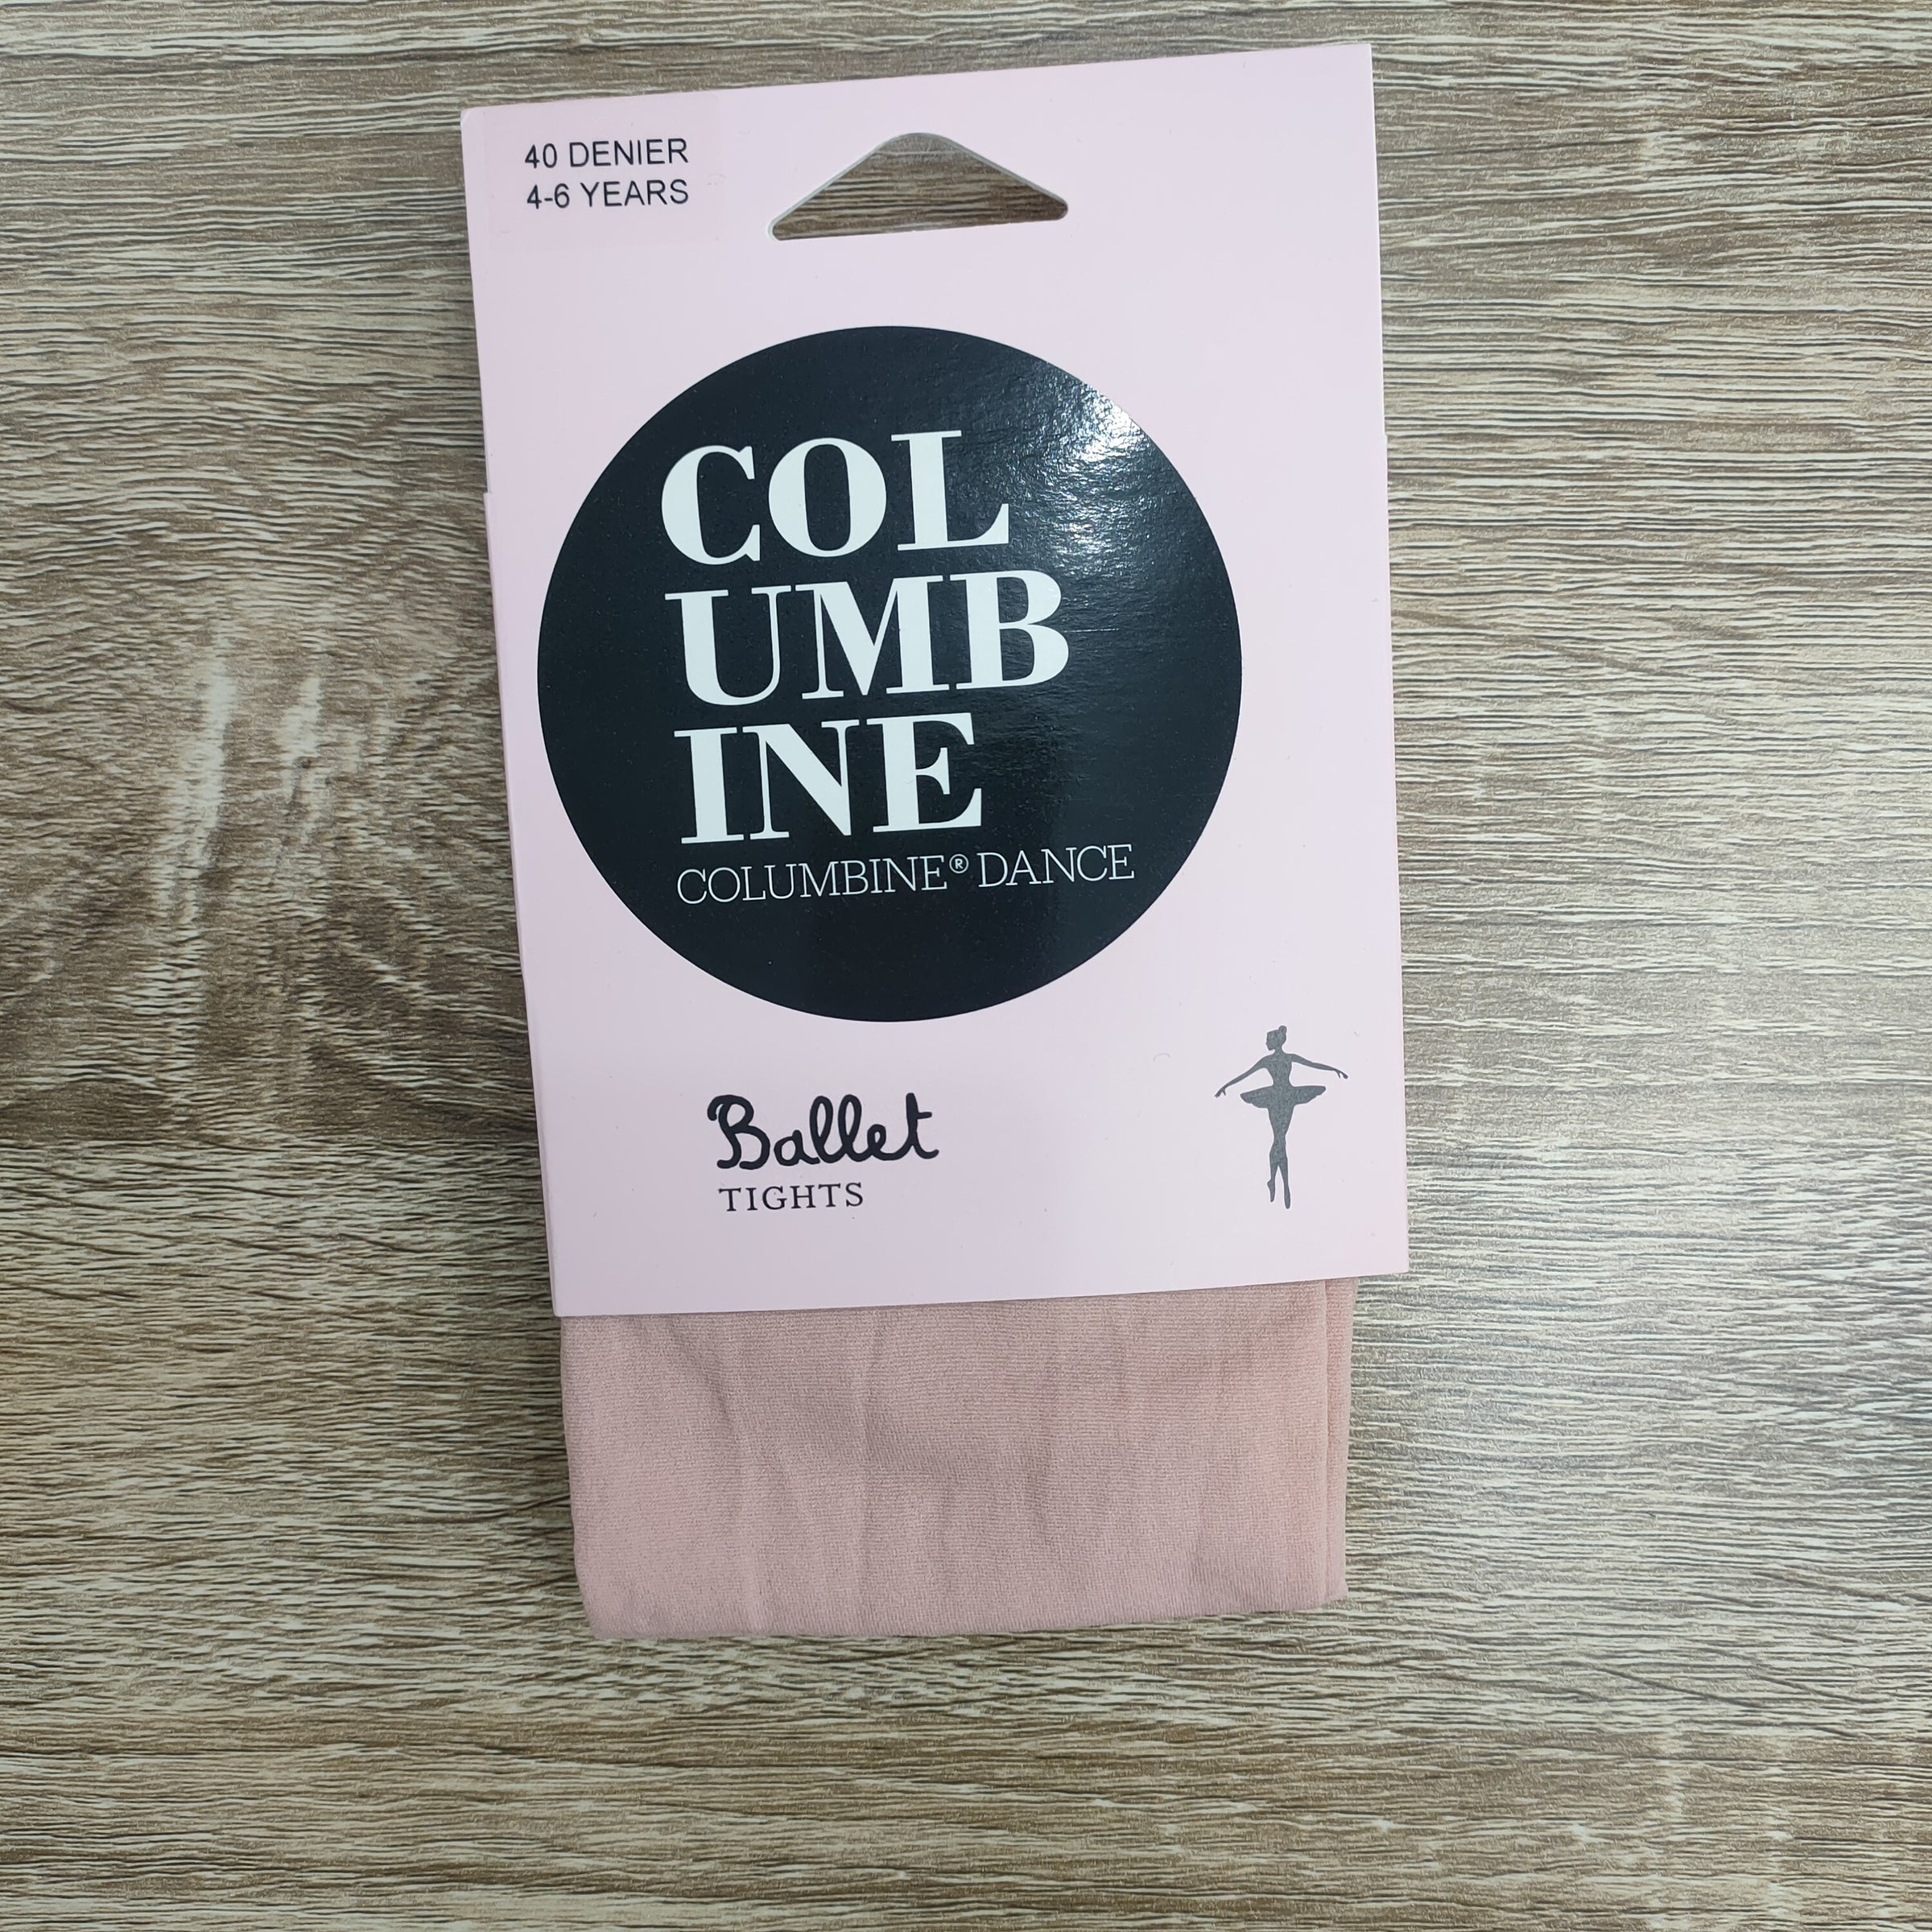 40 DENIER
4-6 YEARS
COL
UMB
INE
COLUMBINE® DANCE
Ballet
TIGHTS